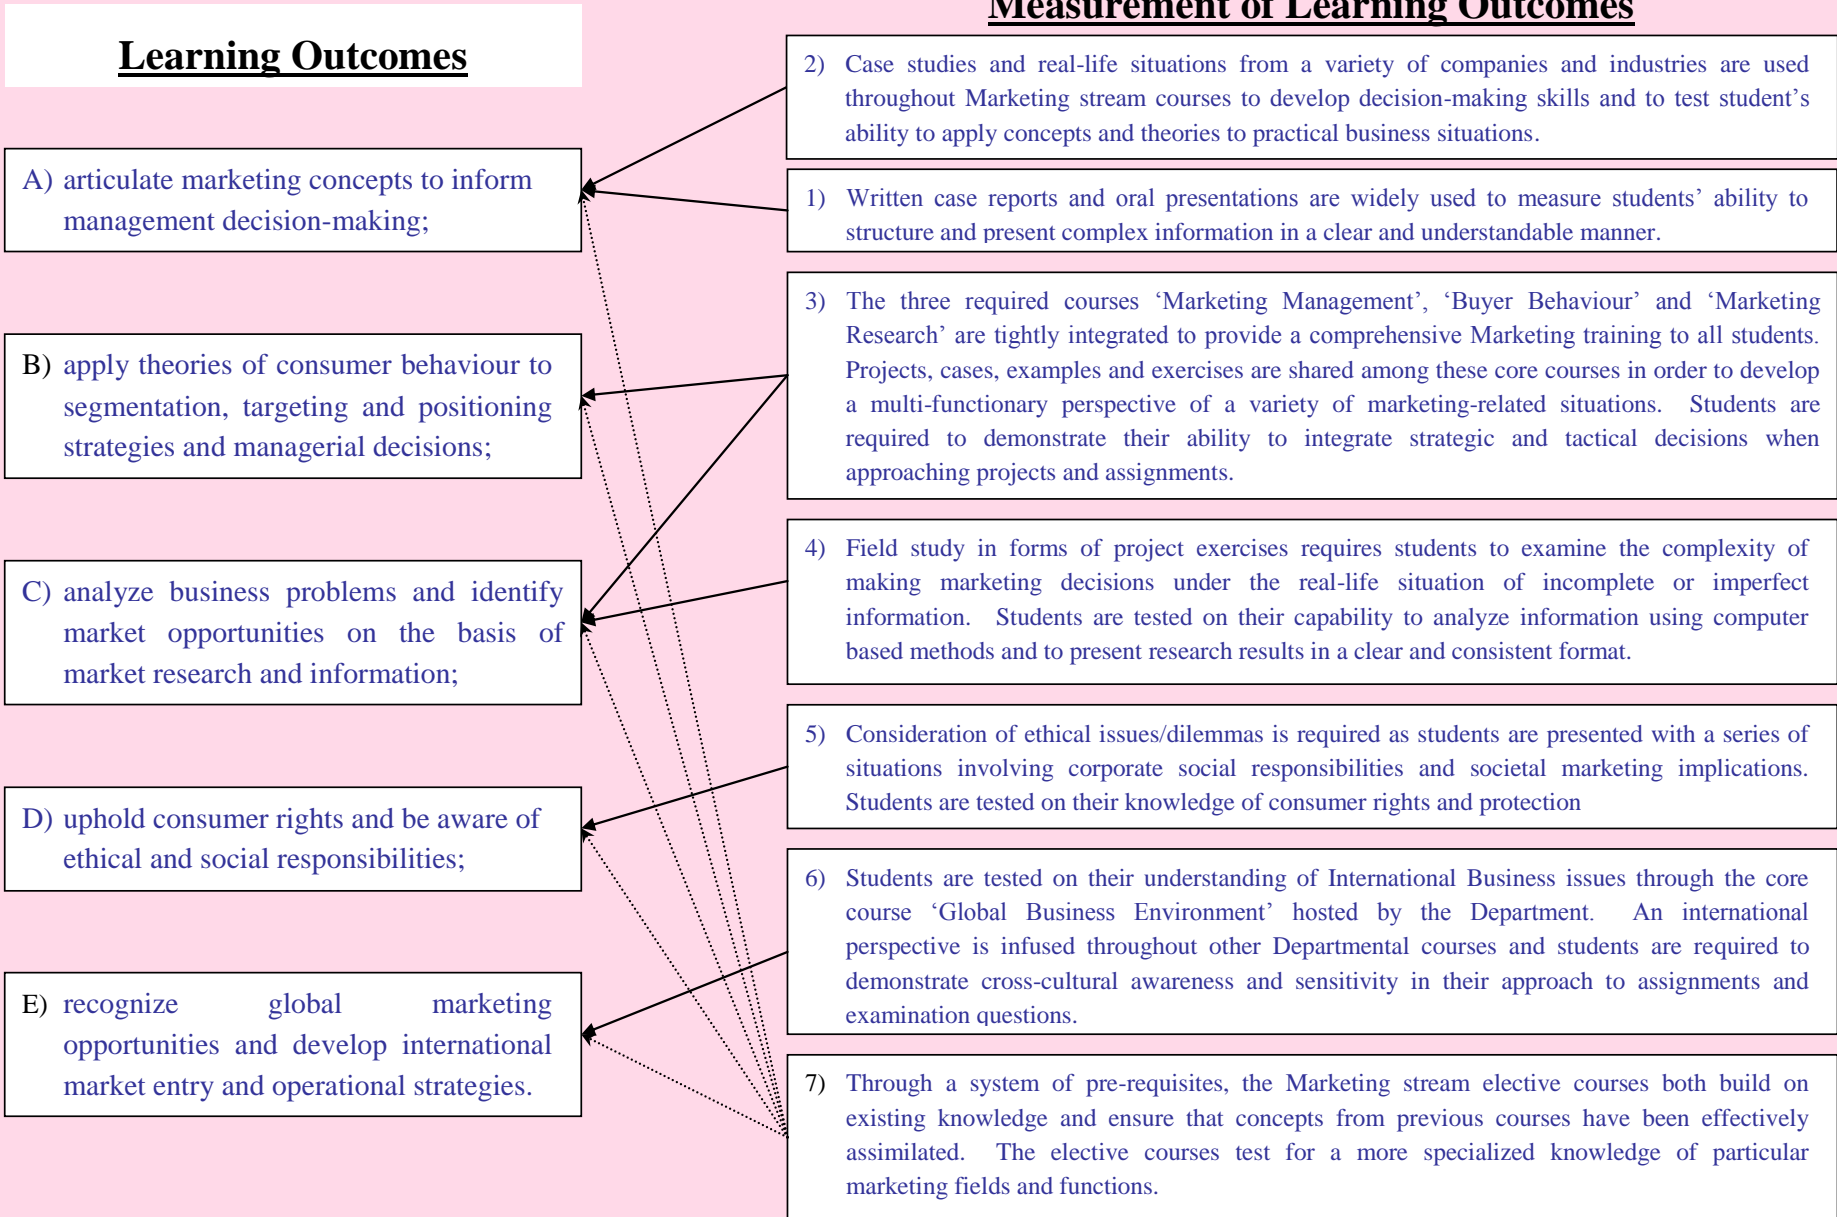 Learning Outcomes
A) articulate marketing concepts to inform
management decision-making;
B) apply theories of consumer behaviour to
segmentation, targeting and positioning
strategies and managerial decisions;
C) analyze business problems and identify
market opportunities on the basis of
market research and information;
D) uphold consumer rights and be aware of
ethical and social responsibilities;
E) recognize global marketing
opportunities and develop international
market entry and operational strategies.
Measurement of Learning Outcomes
2) Case studies and real-life situations from a variety of companies and industries are used
throughout Marketing stream courses to develop decision-making skills and to test student’s
ability to apply concepts and theories to practical business situations.
1) Written case reports and oral presentations are widely used to measure students’ ability to
structure and present complex information in a clear and understandable manner.
3) The three required courses ‘Marketing Management’, ‘Buyer Behaviour’ and ‘Marketing
Research’ are tightly integrated to provide a comprehensive Marketing training to all students.
Projects, cases, examples and exercises are shared among these core courses in order to develop
a multi-functionary perspective of a variety of marketing-related situations. Students are
required to demonstrate their ability to integrate strategic and tactical decisions when
approaching projects and assignments.
4) Field study in forms of project exercises requires students to examine the complexity of
making marketing decisions under the real-life situation of incomplete or imperfect
information. Students are tested on their capability to analyze information using computer
based methods and to present research results in a clear and consistent format.
5) Consideration of ethical issues/dilemmas is required as students are presented with a series of
situations involving corporate social responsibilities and societal marketing implications.
Students are tested on their knowledge of consumer rights and protection
6) Students are tested on their understanding of International Business issues through the core
course ‘Global Business Environment’ hosted by the Department. An international
perspective is infused throughout other Departmental courses and students are required to
demonstrate cross-cultural awareness and sensitivity in their approach to assignments and
examination questions.
7) Through a system of pre-requisites, the Marketing stream elective courses both build on
existing knowledge and ensure that concepts from previous courses have been effectively
assimilated. The elective courses test for a more specialized knowledge of particular
marketing fields and functions.